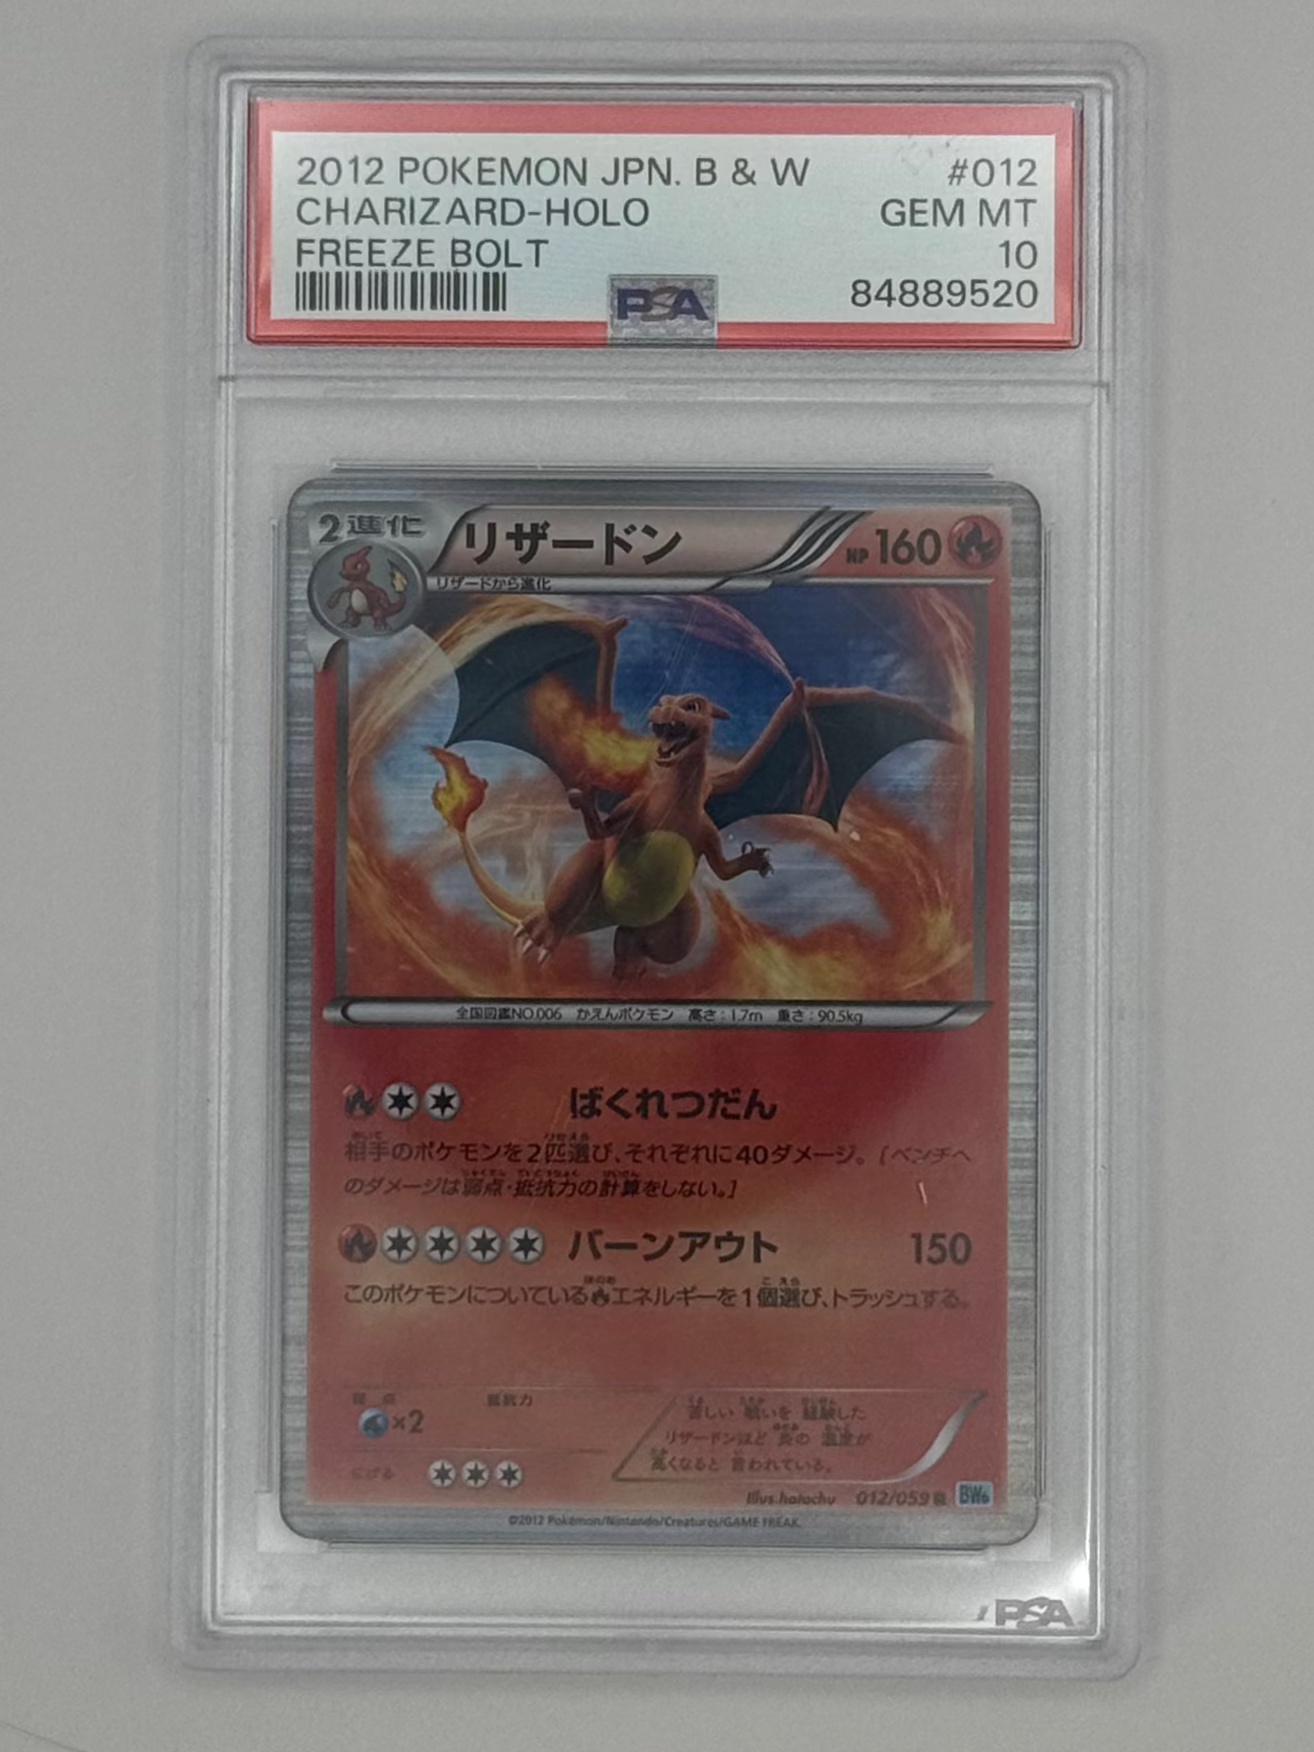 2012 POKEMON JPN. B & W #012
CHARIZARD-HOLO GEM MT
FREEZE BOLT 10
PSA 84889520
2進化 リザードン HP 160
リザードから進化
全国図鑑NO.006 かえんポケモン 高さ:1.7m 重さ:90.5kg
ばくれつだん
相手のポケモンを2匹選び、それぞれに40ダメージ。[ベンチへ
のダメージは弱点・抵抗力の計算をしない。]
バーンアウト 150
このポケモンについているエネルギーを1個選び、トラッシュする。
弱点 抵抗力
×2
にげる
苦しい 戦いを 経験した
リザードンほど 炎の 温度が
高くなると 言われている。
Illus.hatachu 012/059 R BW6
©2012 Pokémon/Nintendo/Creatures/GAME FREAK.
PSA